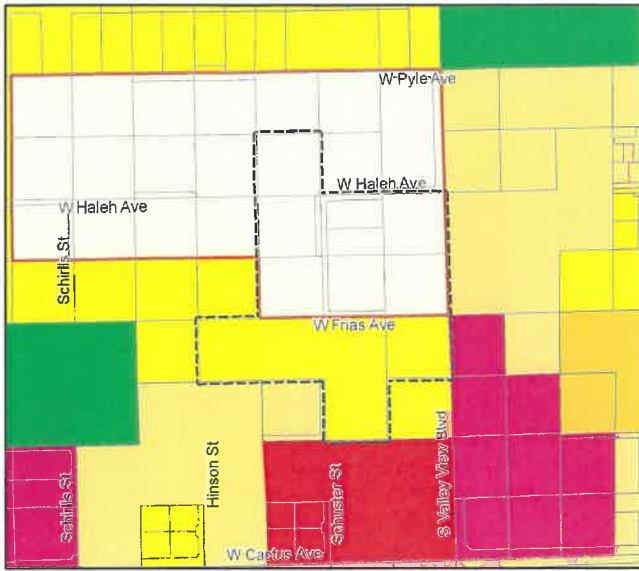 W Pyle Ave
W Haleh Ave
W Haleh Ave
Schirlls St
W Frias Ave
Schirlls St
Hinson St
Schuster St
S Valley View Blvd
W Cactus Ave